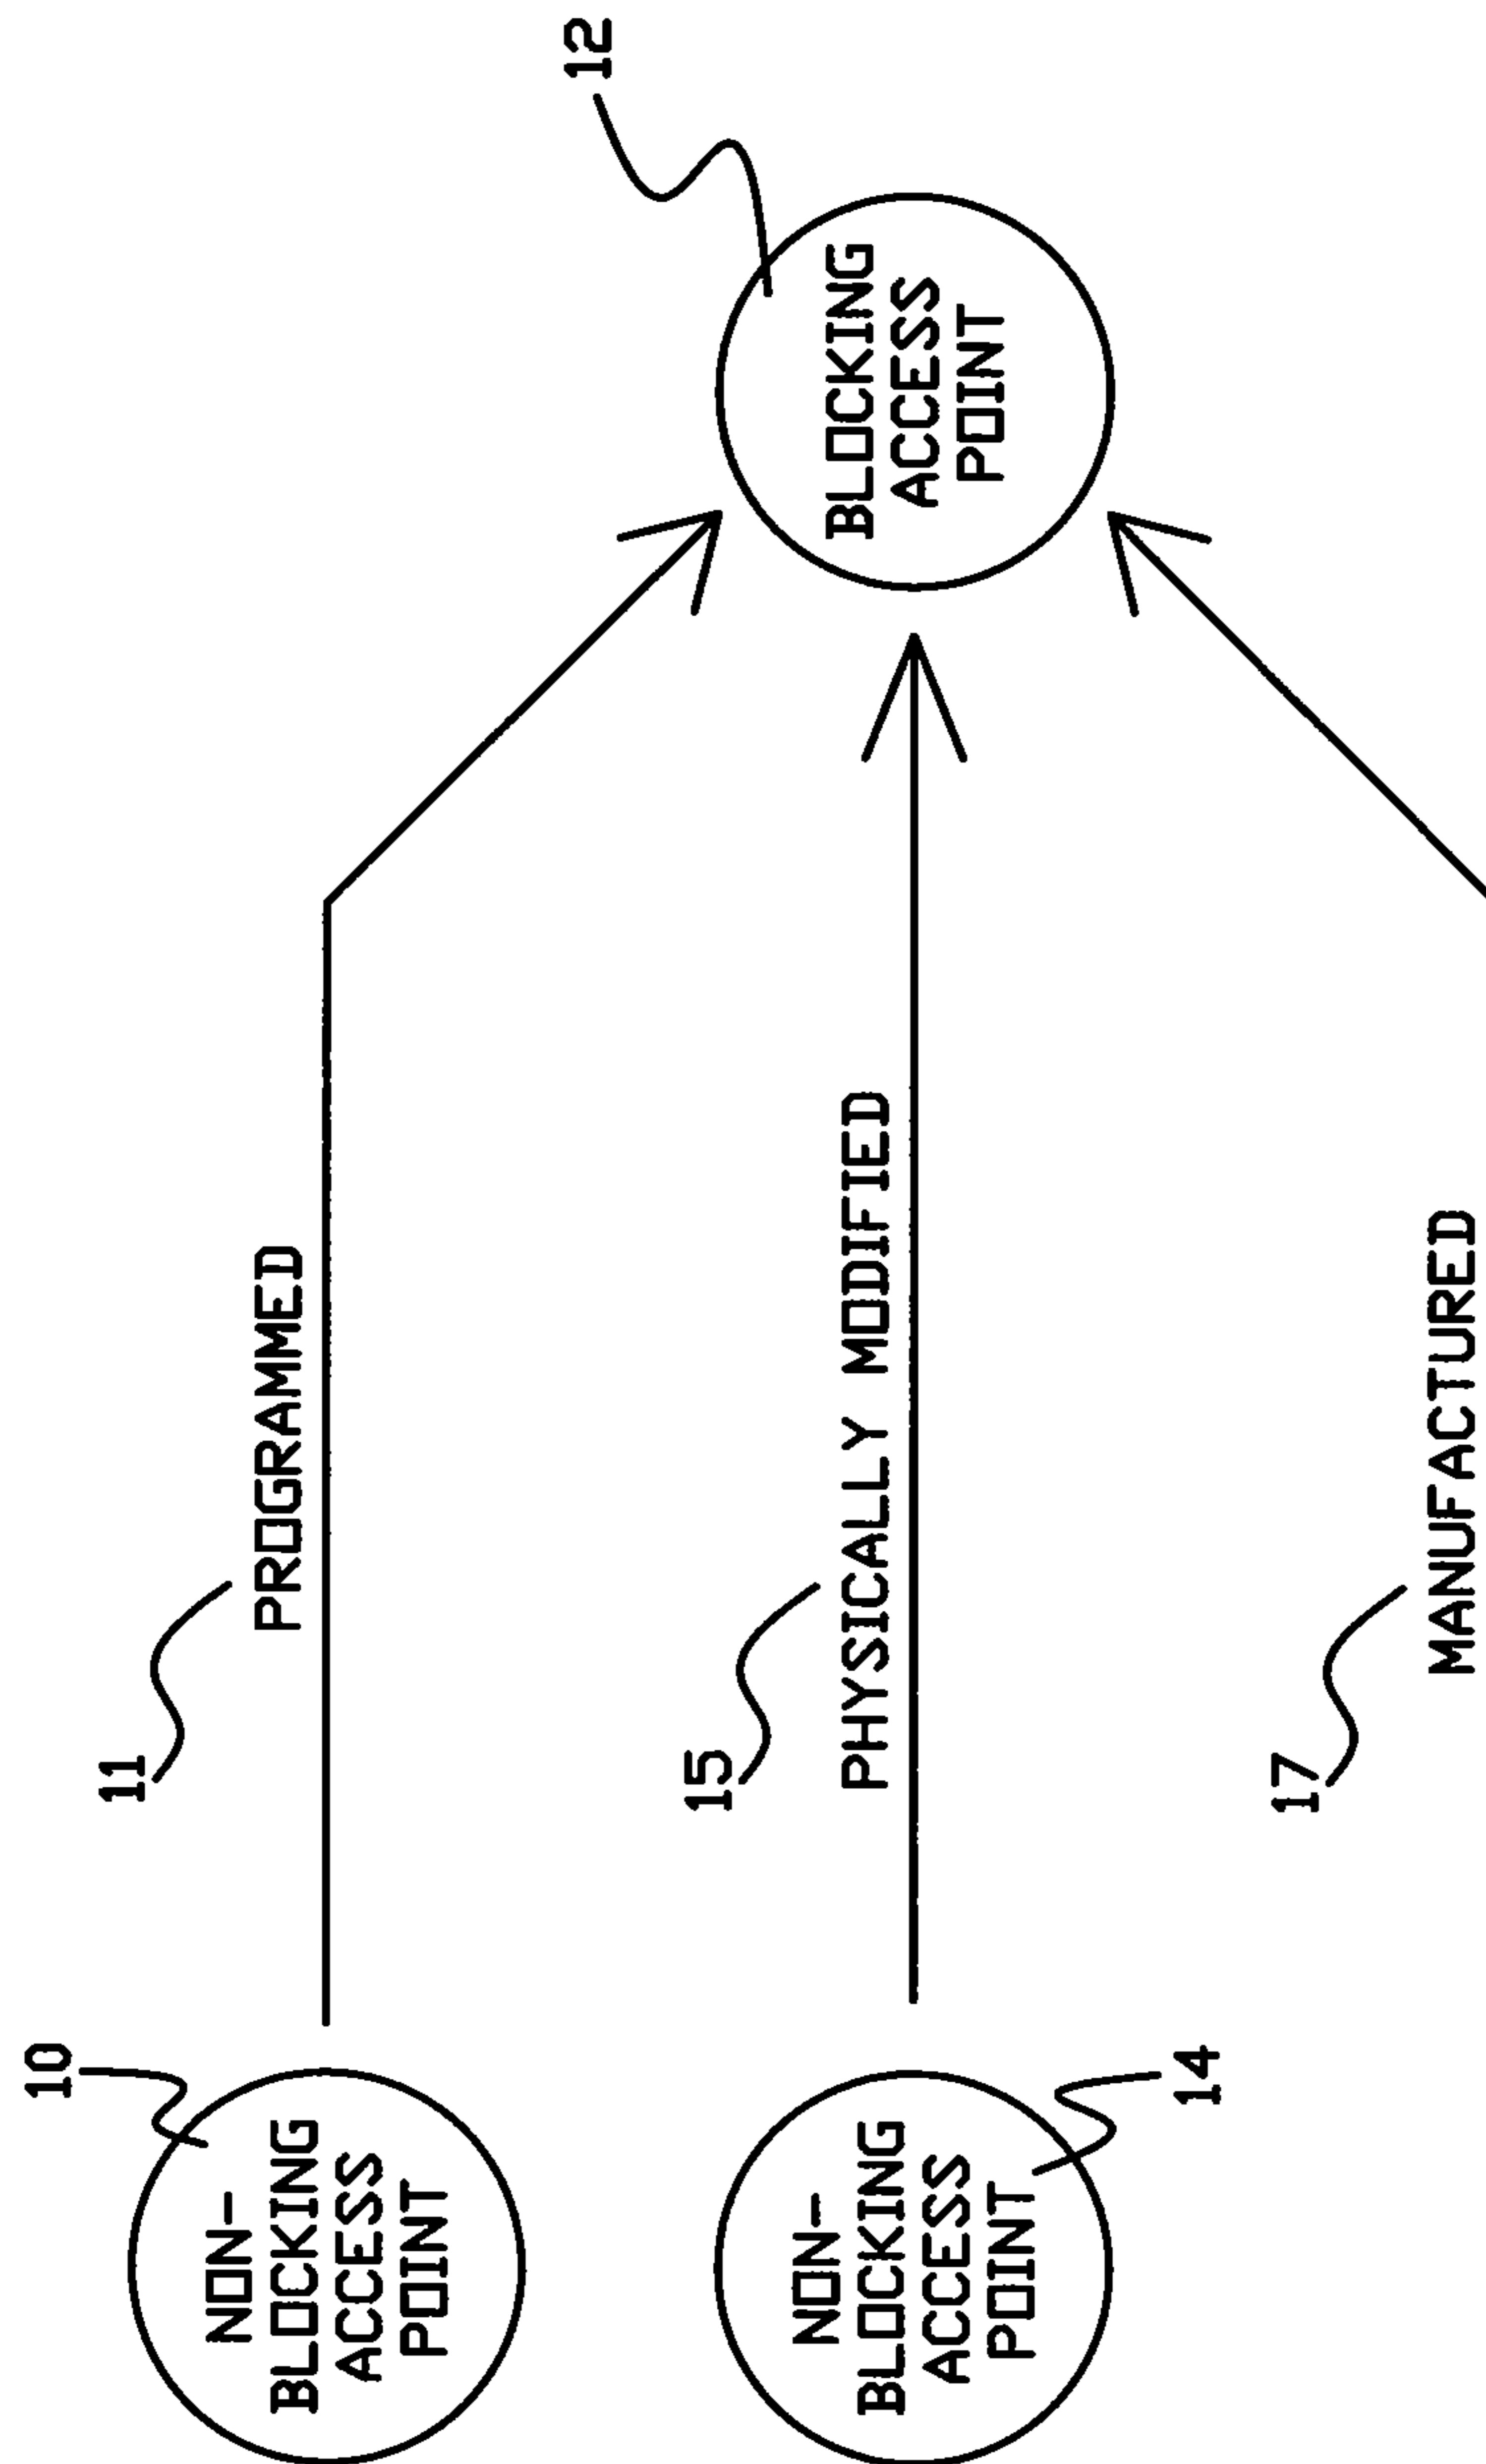 10
NON-
BLOCKING
ACCESS
POINT
11
PROGRAMMED
12
BLOCKING
ACCESS
POINT
15
PHYSICALLY MODIFIED
NON-
BLOCKING
ACCESS
POINT
14
17
MANUFACTURED